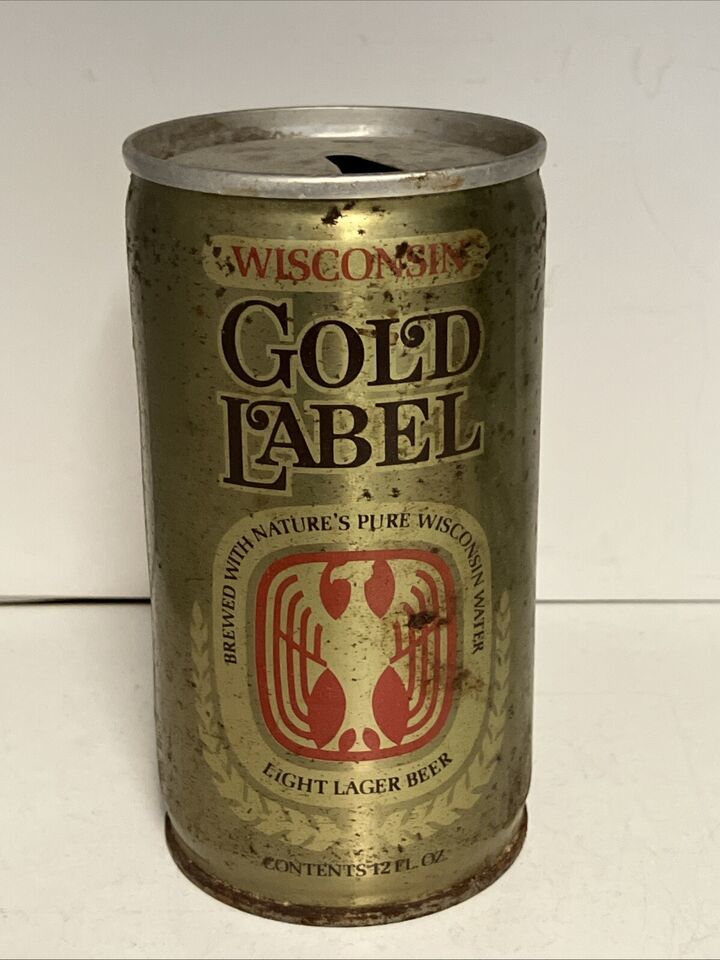 WISCONSIN
GOLD
LABEL
BREWED WITH NATURE'S PURE WISCONSIN WATER
EIGHT LAGER BEER
CONTENTS 12 FL. OZ.